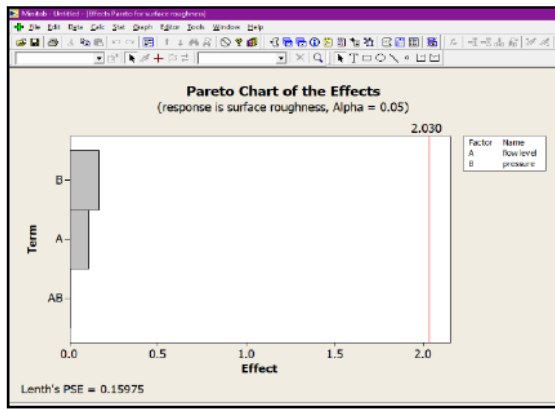 Minitab - Untitled - [Effects Pareto for surface roughness]
File Edit Data Calc Stat Graph Editor Tools Window Help
Pareto Chart of the Effects
(response is surface roughness, Alpha = 0.05)
2.030
Factor Name
A flow level
B pressure
B
A
AB
Term
0.0 0.5 1.0 1.5 2.0
Effect
Lenth's PSE = 0.15975